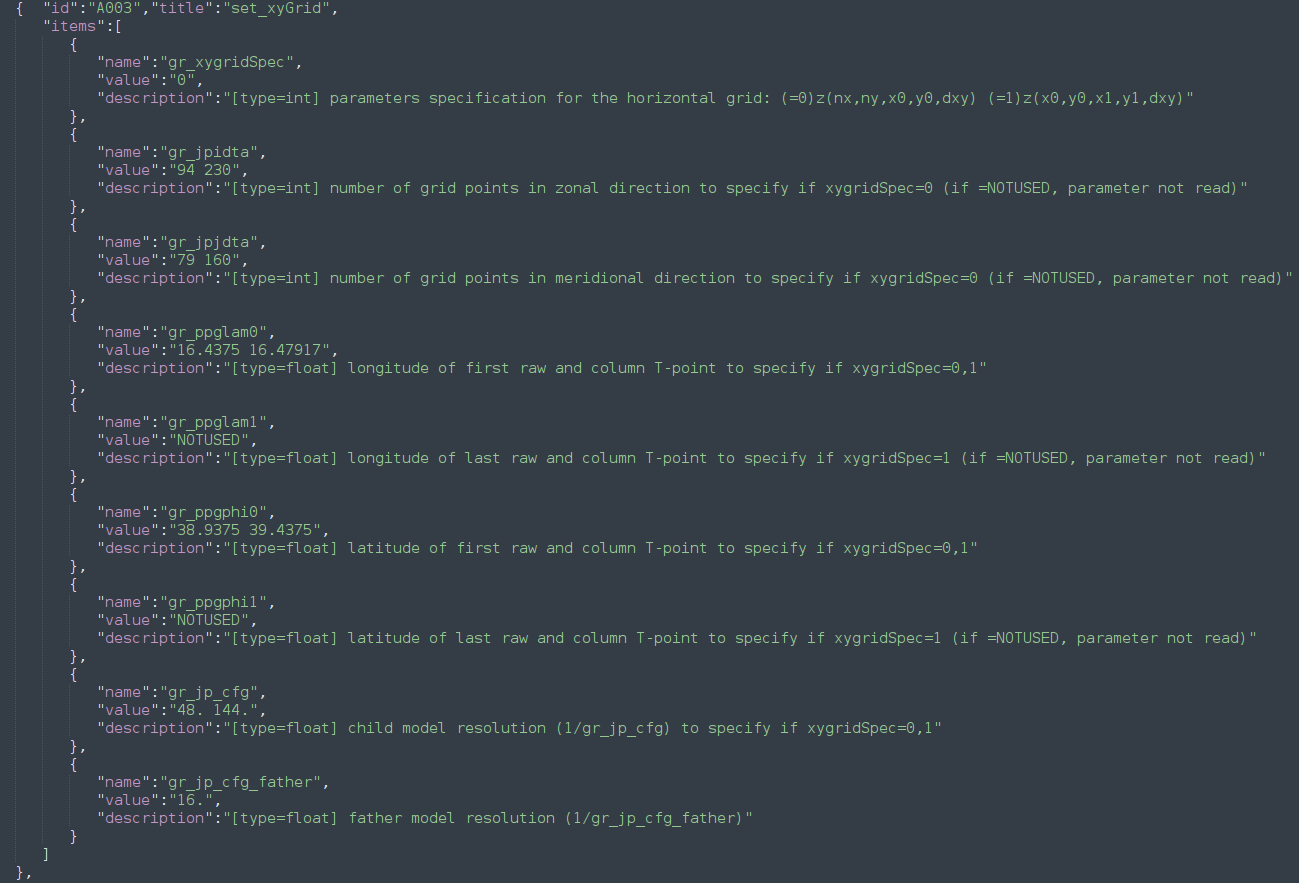 {  "id":"A003","title":"set_xyGrid",
   "items":[
      {
         "name":"gr_xygridSpec",
         "value":"0",
         "description":"[type=int] parameters specification for the horizontal grid: (=0)z(nx,ny,x0,y0,dxy) (=1)z(x0,y0,x1,y1,dxy)"
      },
      {
         "name":"gr_jpidta",
         "value":"94 230",
         "description":"[type=int] number of grid points in zonal direction to specify if xygridSpec=0 (if =NOTUSED, parameter not read)"
      },
      {
         "name":"gr_jpjdta",
         "value":"79 160",
         "description":"[type=int] number of grid points in meridional direction to specify if xygridSpec=0 (if =NOTUSED, parameter not read)"
      },
      {
         "name":"gr_ppglam0",
         "value":"16.4375 16.47917",
         "description":"[type=float] longitude of first raw and column T-point to specify if xygridSpec=0,1"
      },
      {
         "name":"gr_ppglam1",
         "value":"NOTUSED",
         "description":"[type=float] longitude of last raw and column T-point to specify if xygridSpec=1 (if =NOTUSED, parameter not read)"
      },
      {
         "name":"gr_ppgphi0",
         "value":"38.9375 39.4375",
         "description":"[type=float] latitude of first raw and column T-point to specify if xygridSpec=0,1"
      },
      {
         "name":"gr_ppgphi1",
         "value":"NOTUSED",
         "description":"[type=float] latitude of last raw and column T-point to specify if xygridSpec=1 (if =NOTUSED, parameter not read)"
      },
      {
         "name":"gr_jp_cfg",
         "value":"48. 144.",
         "description":"[type=float] child model resolution (1/gr_jp_cfg) to specify if xygridSpec=0,1"
      },
      {
         "name":"gr_jp_cfg_father",
         "value":"16.",
         "description":"[type=float] father model resolution (1/gr_jp_cfg_father)"
      }
   ]
},